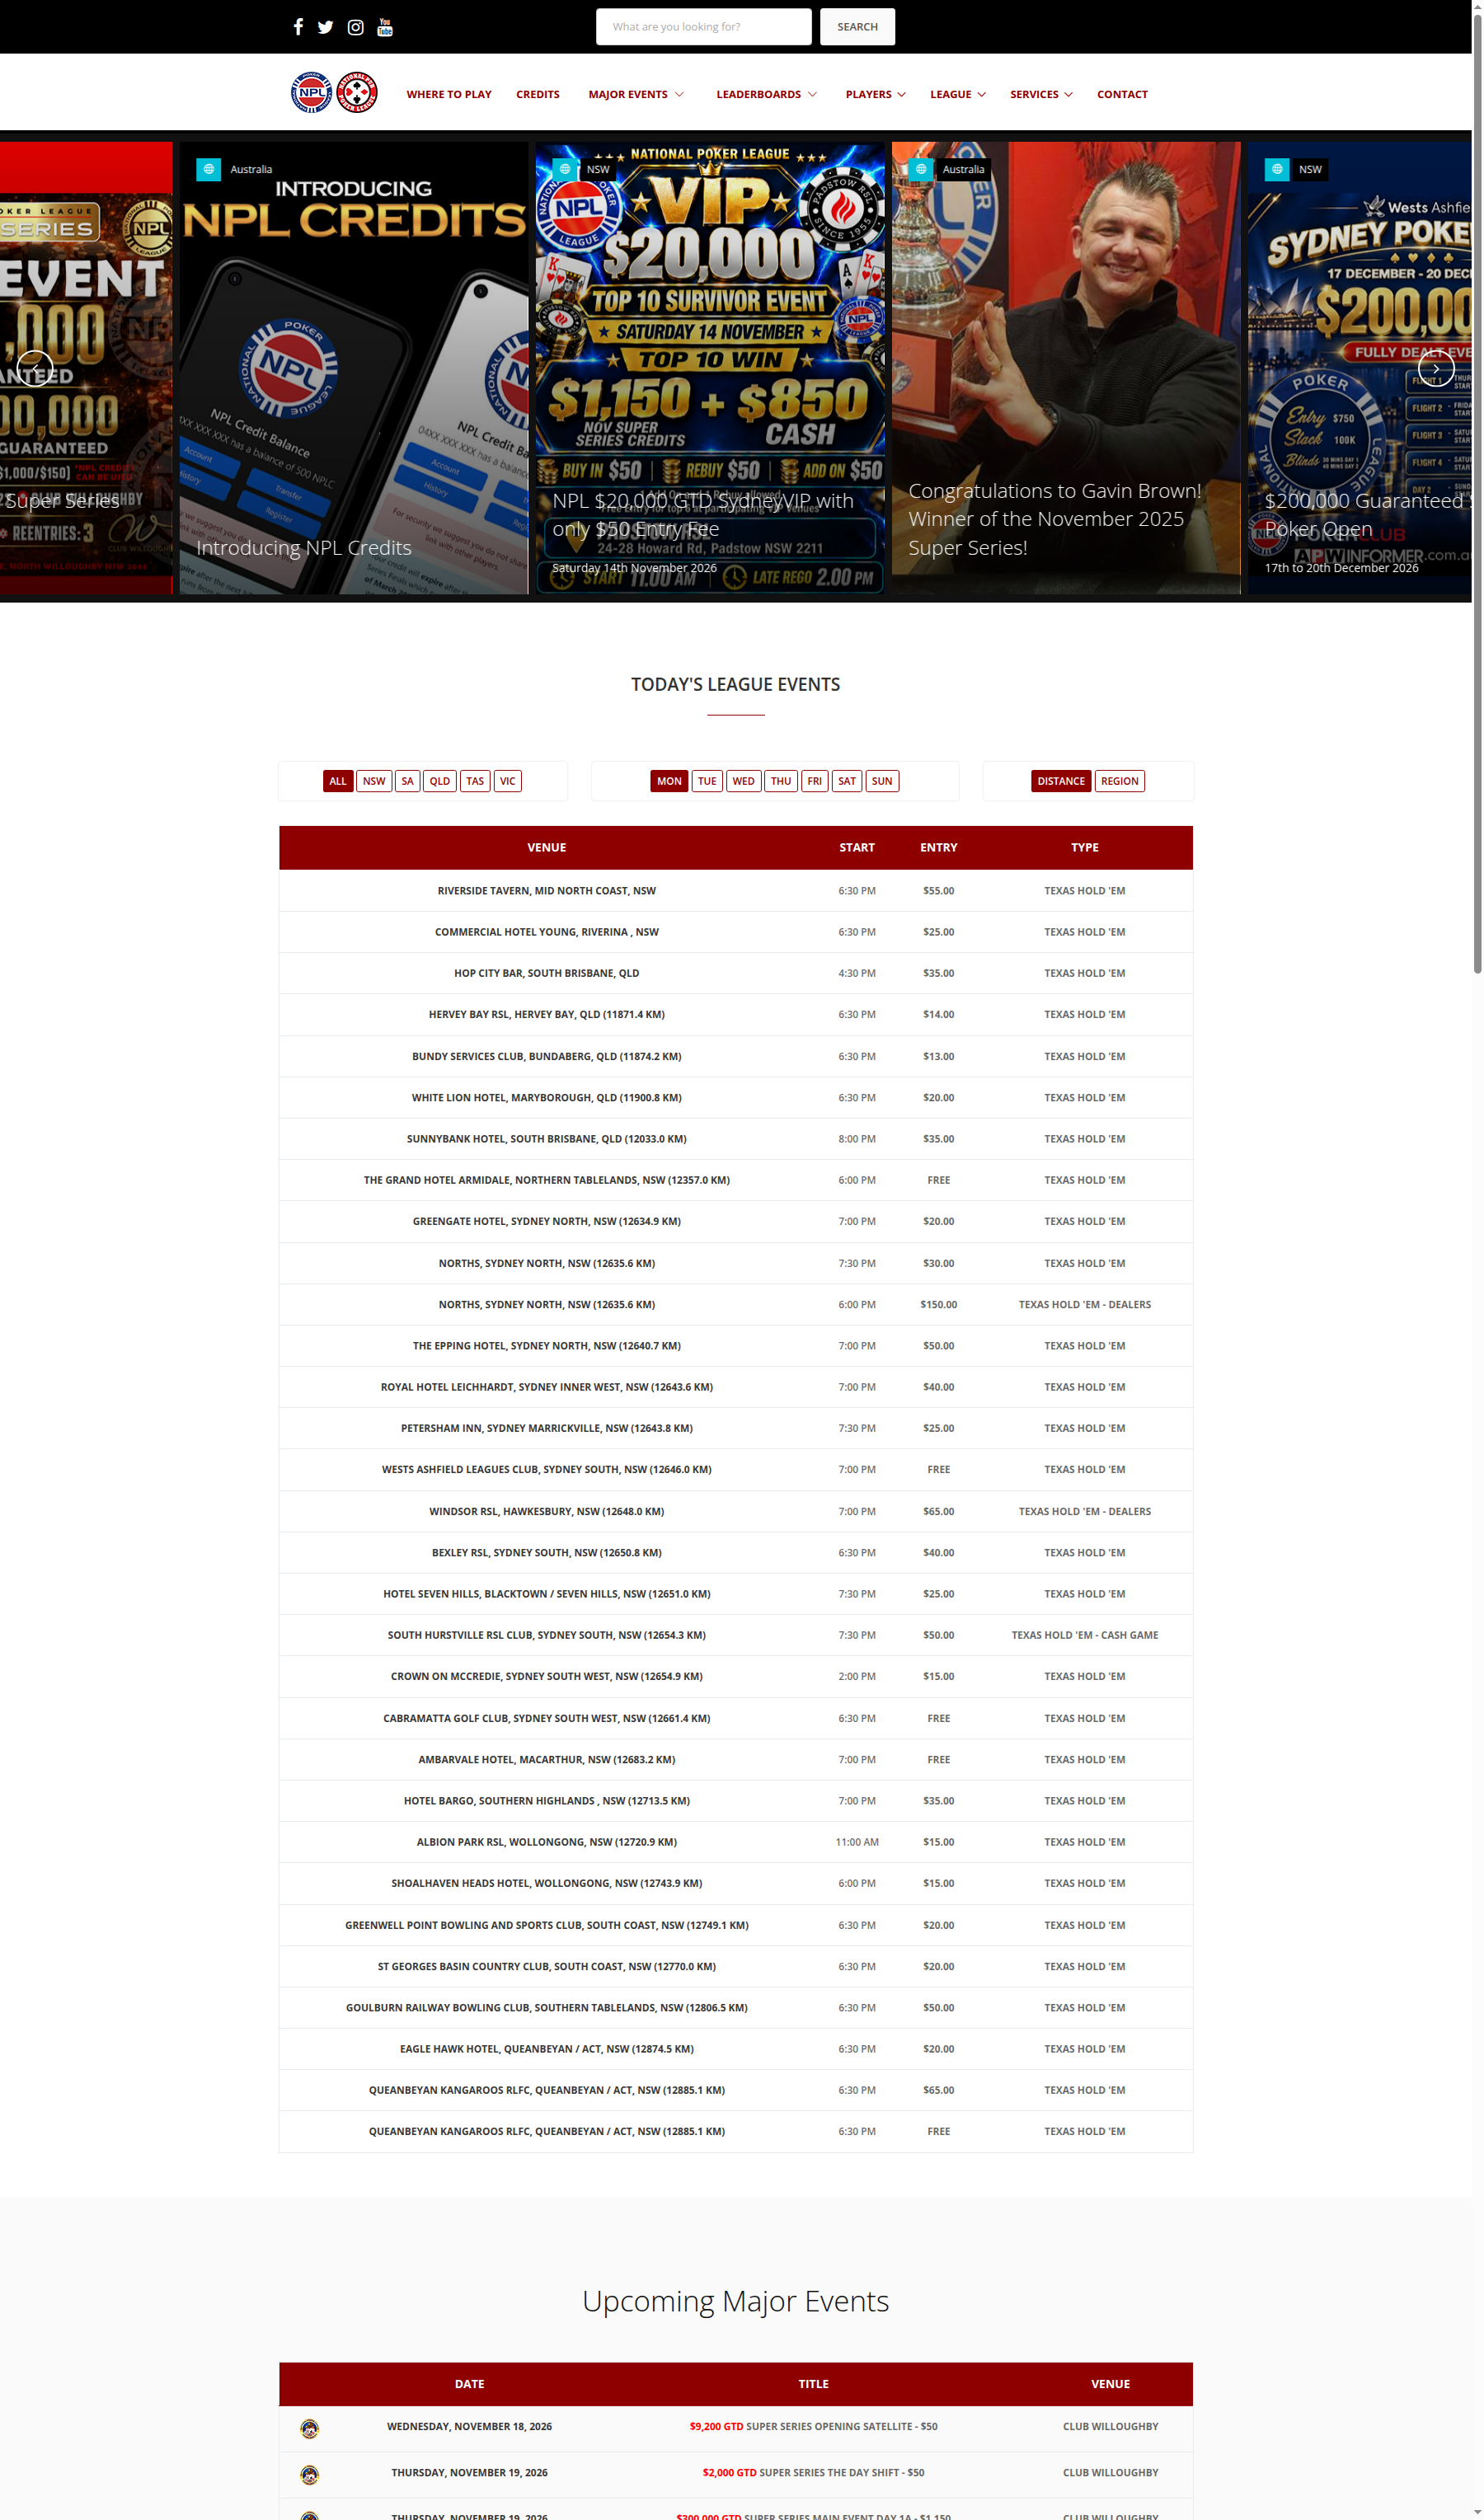 What are you looking for?
SEARCH
WHERE TO PLAY
CREDITS
MAJOR EVENTS
LEADERBOARDS
PLAYERS
LEAGUE
SERVICES
CONTACT
Super Series
Australia
INTRODUCING
NPL CREDITS
Introducing NPL Credits
NSW
NATIONAL POKER LEAGUE
VIP
$20,000
TOP 10 SURVIVOR EVENT
SATURDAY 14 NOVEMBER
TOP 10 WIN
$1,150 + $850
NOV SUPER
SERIES CREDITS
CASH
BUY IN $50
REBUY $50
ADD ON $50
NPL $20,000 GTD SydneyVIP with
only $50 Entry Fee
24-28 Howard Rd, Padstow NSW 2211
Saturday 14th November 2026
START 11.00 AM
LATE REGO 2.00 PM
Australia
Congratulations to Gavin Brown!
Winner of the November 2025
Super Series!
NSW
$200,000 Guaranteed
Poker Open
17th to 20th December 2026
TODAY'S LEAGUE EVENTS
ALL NSW SA QLD TAS VIC
MON TUE WED THU FRI SAT SUN
DISTANCE REGION
VENUE START ENTRY TYPE
RIVERSIDE TAVERN, MID NORTH COAST, NSW 6:30 PM $55.00 TEXAS HOLD 'EM
COMMERCIAL HOTEL YOUNG, RIVERINA , NSW 6:30 PM $25.00 TEXAS HOLD 'EM
HOP CITY BAR, SOUTH BRISBANE, QLD 4:30 PM $35.00 TEXAS HOLD 'EM
HERVEY BAY RSL, HERVEY BAY, QLD (11871.4 KM) 6:30 PM $14.00 TEXAS HOLD 'EM
BUNDY SERVICES CLUB, BUNDABERG, QLD (11874.2 KM) 6:30 PM $13.00 TEXAS HOLD 'EM
WHITE LION HOTEL, MARYBOROUGH, QLD (11900.8 KM) 6:30 PM $20.00 TEXAS HOLD 'EM
SUNNYBANK HOTEL, SOUTH BRISBANE, QLD (12033.0 KM) 8:00 PM $35.00 TEXAS HOLD 'EM
THE GRAND HOTEL ARMIDALE, NORTHERN TABLELANDS, NSW (12357.0 KM) 6:00 PM FREE TEXAS HOLD 'EM
GREENGATE HOTEL, SYDNEY NORTH, NSW (12634.9 KM) 7:00 PM $20.00 TEXAS HOLD 'EM
NORTHS, SYDNEY NORTH, NSW (12635.6 KM) 7:30 PM $30.00 TEXAS HOLD 'EM
NORTHS, SYDNEY NORTH, NSW (12635.6 KM) 6:00 PM $150.00 TEXAS HOLD 'EM - DEALERS
THE EPPING HOTEL, SYDNEY NORTH, NSW (12640.7 KM) 7:00 PM $50.00 TEXAS HOLD 'EM
ROYAL HOTEL LEICHHARDT, SYDNEY INNER WEST, NSW (12643.6 KM) 7:00 PM $40.00 TEXAS HOLD 'EM
PETERSHAM INN, SYDNEY MARRICKVILLE, NSW (12643.8 KM) 7:30 PM $25.00 TEXAS HOLD 'EM
WESTS ASHFIELD LEAGUES CLUB, SYDNEY SOUTH, NSW (12646.0 KM) 7:00 PM FREE TEXAS HOLD 'EM
WINDSOR RSL, HAWKESBURY, NSW (12648.0 KM) 7:00 PM $65.00 TEXAS HOLD 'EM - DEALERS
BEXLEY RSL, SYDNEY SOUTH, NSW (12650.8 KM) 6:30 PM $40.00 TEXAS HOLD 'EM
HOTEL SEVEN HILLS, BLACKTOWN / SEVEN HILLS, NSW (12651.0 KM) 7:30 PM $25.00 TEXAS HOLD 'EM
SOUTH HURSTVILLE RSL CLUB, SYDNEY SOUTH, NSW (12654.3 KM) 7:30 PM $50.00 TEXAS HOLD 'EM - CASH GAME
CROWN ON MCCREDIE, SYDNEY SOUTH WEST, NSW (12654.9 KM) 2:00 PM $15.00 TEXAS HOLD 'EM
CABRAMATTA GOLF CLUB, SYDNEY SOUTH WEST, NSW (12661.4 KM) 6:30 PM FREE TEXAS HOLD 'EM
AMBARVALE HOTEL, MACARTHUR, NSW (12683.2 KM) 7:00 PM FREE TEXAS HOLD 'EM
HOTEL BARGO, SOUTHERN HIGHLANDS , NSW (12713.5 KM) 7:00 PM $35.00 TEXAS HOLD 'EM
ALBION PARK RSL, WOLLONGONG, NSW (12720.9 KM) 11:00 AM $15.00 TEXAS HOLD 'EM
SHOALHAVEN HEADS HOTEL, WOLLONGONG, NSW (12743.9 KM) 6:00 PM $15.00 TEXAS HOLD 'EM
GREENWELL POINT BOWLING AND SPORTS CLUB, SOUTH COAST, NSW (12749.1 KM) 6:30 PM $20.00 TEXAS HOLD 'EM
ST GEORGES BASIN COUNTRY CLUB, SOUTH COAST, NSW (12770.0 KM) 6:30 PM $20.00 TEXAS HOLD 'EM
GOULBURN RAILWAY BOWLING CLUB, SOUTHERN TABLELANDS, NSW (12806.5 KM) 6:30 PM $50.00 TEXAS HOLD 'EM
EAGLE HAWK HOTEL, QUEANBEYAN / ACT, NSW (12874.5 KM) 6:30 PM $20.00 TEXAS HOLD 'EM
QUEANBEYAN KANGAROOS RLFC, QUEANBEYAN / ACT, NSW (12885.1 KM) 6:30 PM $65.00 TEXAS HOLD 'EM
QUEANBEYAN KANGAROOS RLFC, QUEANBEYAN / ACT, NSW (12885.1 KM) 6:30 PM FREE TEXAS HOLD 'EM
Upcoming Major Events
DATE TITLE VENUE
WEDNESDAY, NOVEMBER 18, 2026 $9,200 GTD SUPER SERIES OPENING SATELLITE - $50 CLUB WILLOUGHBY
THURSDAY, NOVEMBER 19, 2026 $2,000 GTD SUPER SERIES THE DAY SHIFT - $50 CLUB WILLOUGHBY
THURSDAY, NOVEMBER 19, 2026 $300,000 GTD SUPER SERIES MAIN EVENT DAY 1A - $1,150 CLUB WILLOUGHBY